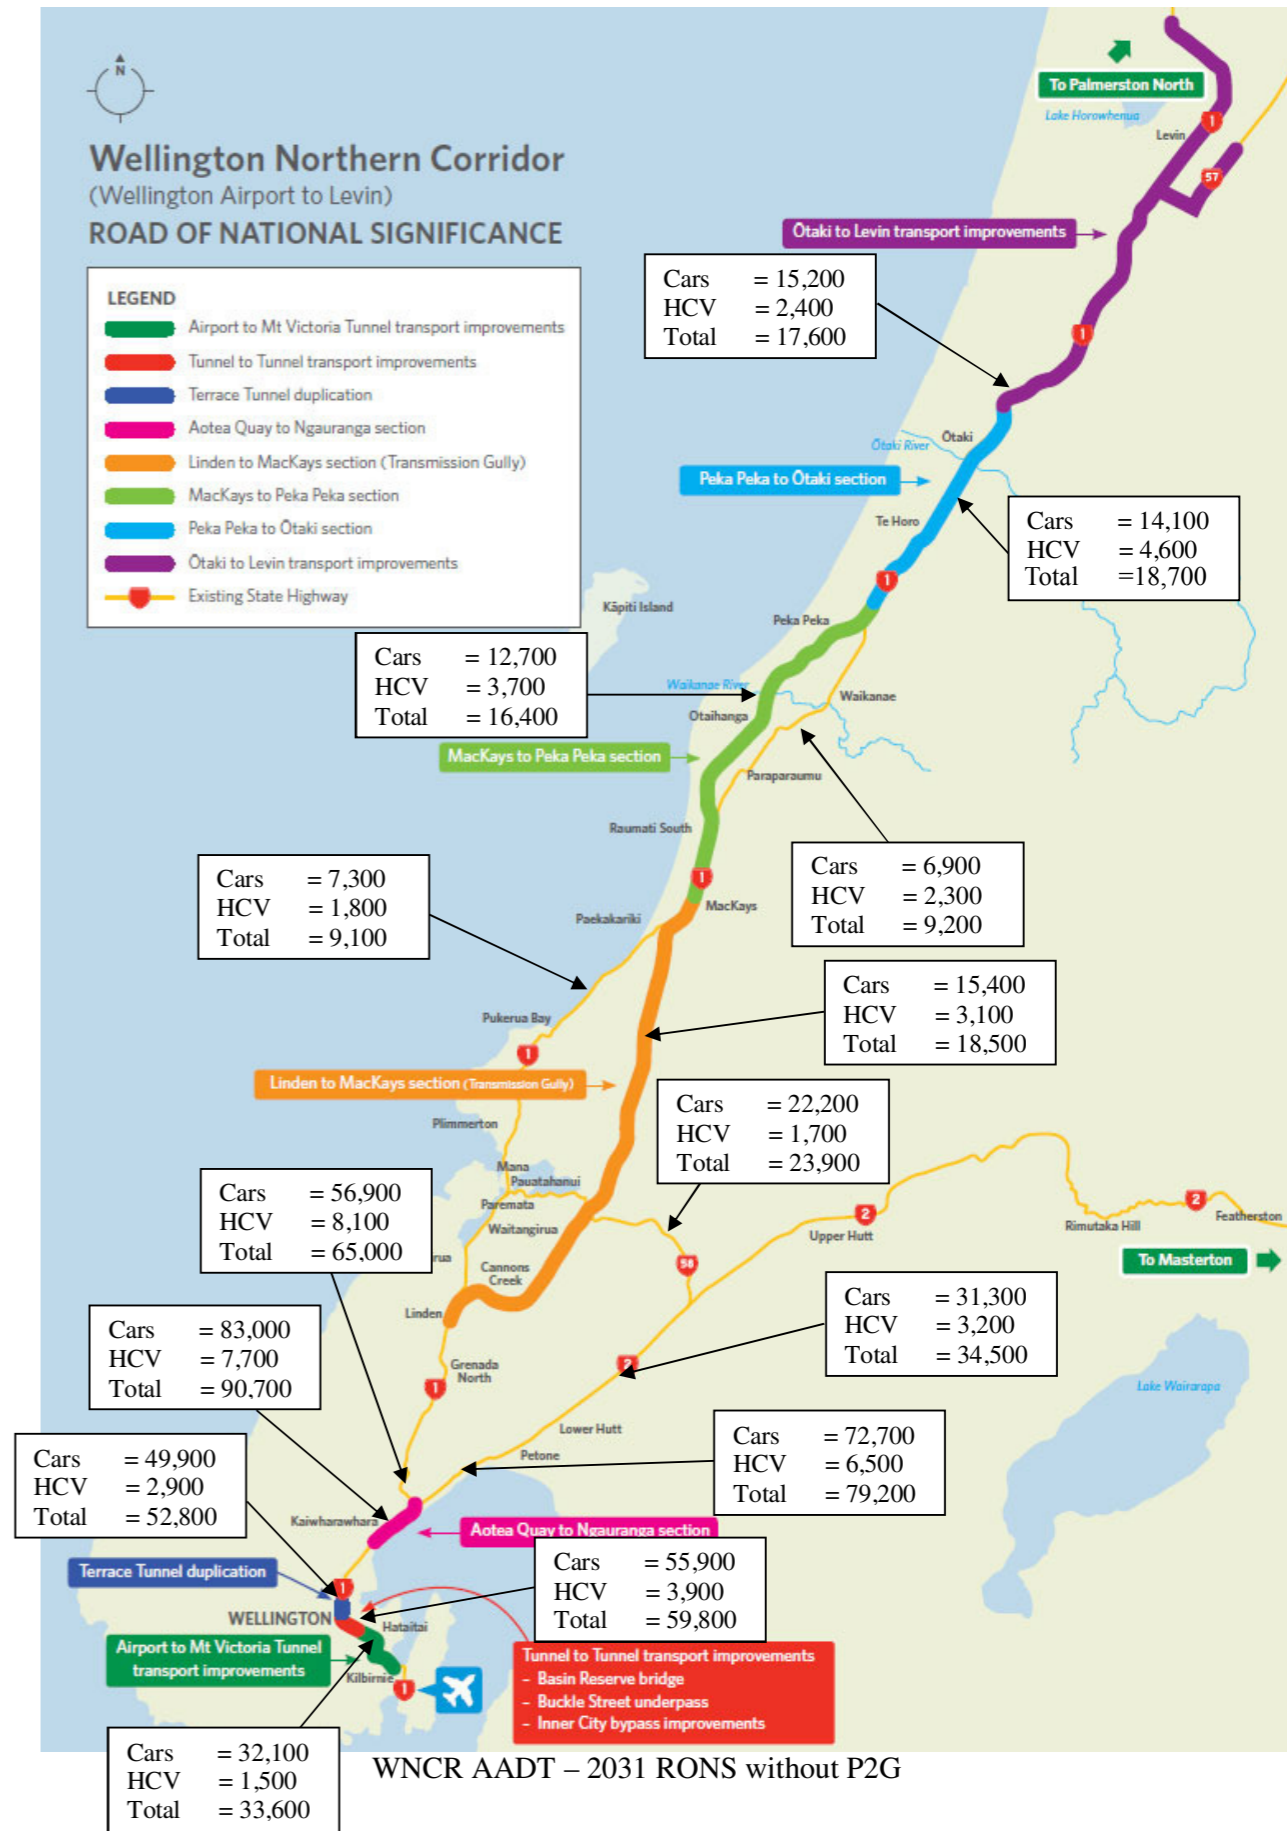 N
Wellington Northern Corridor
(Wellington Airport to Levin)
ROAD OF NATIONAL SIGNIFICANCE
LEGEND
Airport to Mt Victoria Tunnel transport improvements
Tunnel to Tunnel transport improvements
Terrace Tunnel duplication
Aotea Quay to Ngauranga section
Linden to MacKays section (Transmission Gully)
MacKays to Peka Peka section
Peka Peka to Ōtaki section
Ōtaki to Levin transport improvements
Existing State Highway
To Palmerston North
Lake Horowhenua
Levin
1
57
Ōtaki to Levin transport improvements
Cars = 15,200
HCV = 2,400
Total = 17,600
1
Ōtaki River
Ōtaki
Peka Peka to Ōtaki section
Te Horo
Cars = 14,100
HCV = 4,600
Total =18,700
1
Kāpiti Island
Peka Peka
Cars = 12,700
HCV = 3,700
Total = 16,400
Waikanae River
Waikanae
Otaihanga
MacKays to Peka Peka section
Paraparaumu
Raumati South
Cars = 6,900
HCV = 2,300
Total = 9,200
Cars = 7,300
HCV = 1,800
Total = 9,100
1
MacKays
Paekakariki
Cars = 15,400
HCV = 3,100
Total = 18,500
Pukerua Bay
1
Linden to MacKays section (Transmission Gully)
Cars = 22,200
HCV = 1,700
Total = 23,900
Plimmerton
Mana
Pauatahanui
Paremata
Waitangirua
Cars = 56,900
HCV = 8,100
Total = 65,000
rua
Cannons
Creek
58
2
Upper Hutt
Rimutaka Hill
2
Featherston
To Masterton
Linden
Cars = 31,300
HCV = 3,200
Total = 34,500
Cars = 83,000
HCV = 7,700
Total = 90,700
Grenada
North
1
2
Lake Wairarapa
Lower Hutt
Petone
Cars = 72,700
HCV = 6,500
Total = 79,200
Cars = 49,900
HCV = 2,900
Total = 52,800
Kaiwharawhara
Aotea Quay to Ngauranga section
Cars = 55,900
HCV = 3,900
Total = 59,800
Terrace Tunnel duplication
1
WELLINGTON
Hataitai
Airport to Mt Victoria Tunnel
transport improvements
Kilbirnie
1
Tunnel to Tunnel transport improvements
– Basin Reserve bridge
– Buckle Street underpass
– Inner City bypass improvements
Cars = 32,100
HCV = 1,500
Total = 33,600
WNCR AADT – 2031 RONS without P2G